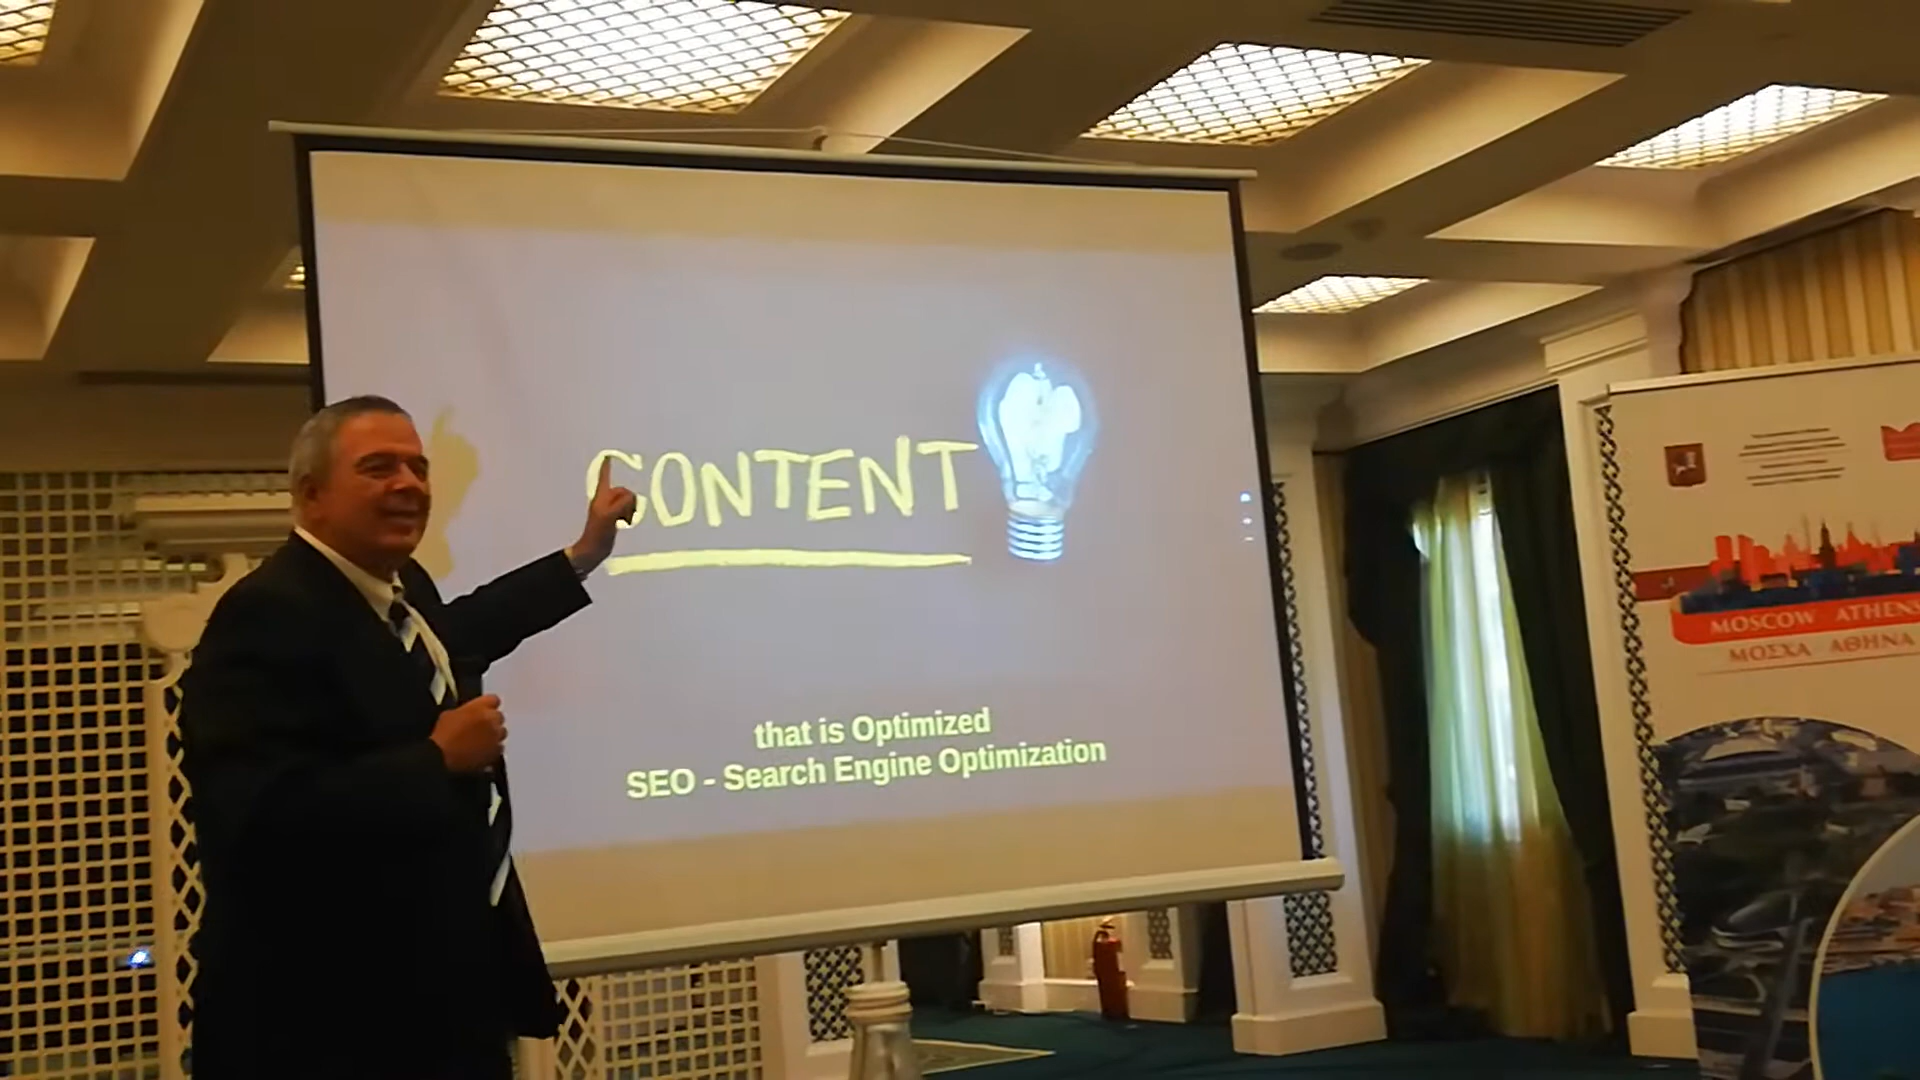 CONTENT
that is Optimized
SEO - Search Engine Optimization
MOSCOW ATHENS
ΜΟΣΧΑ ΑΘΗΝΑ